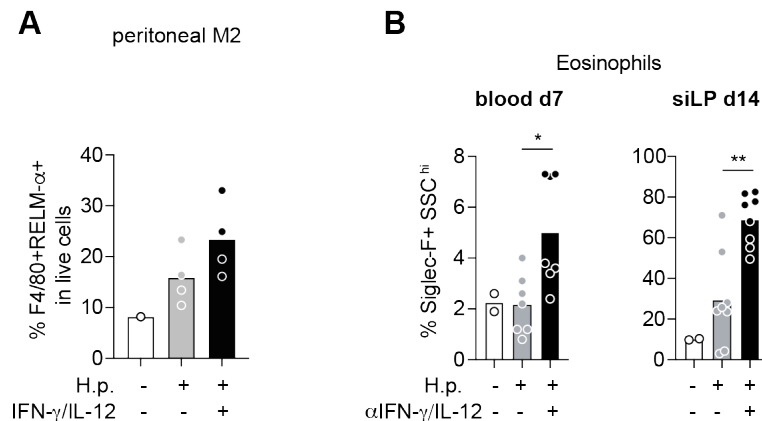 A
peritoneal M2
% F4/80+RELM-α+
in live cells
40
30
20
10
0
H.p. - + +
IFN-γ/IL-12 - - +
B
Eosinophils
blood d7
% Siglec-F+ SSC hi
8
6
4
2
0
*
siLP d14
100
80
60
40
20
0
**
H.p. - + + - + +
αIFN-γ/IL-12 - - + - - +